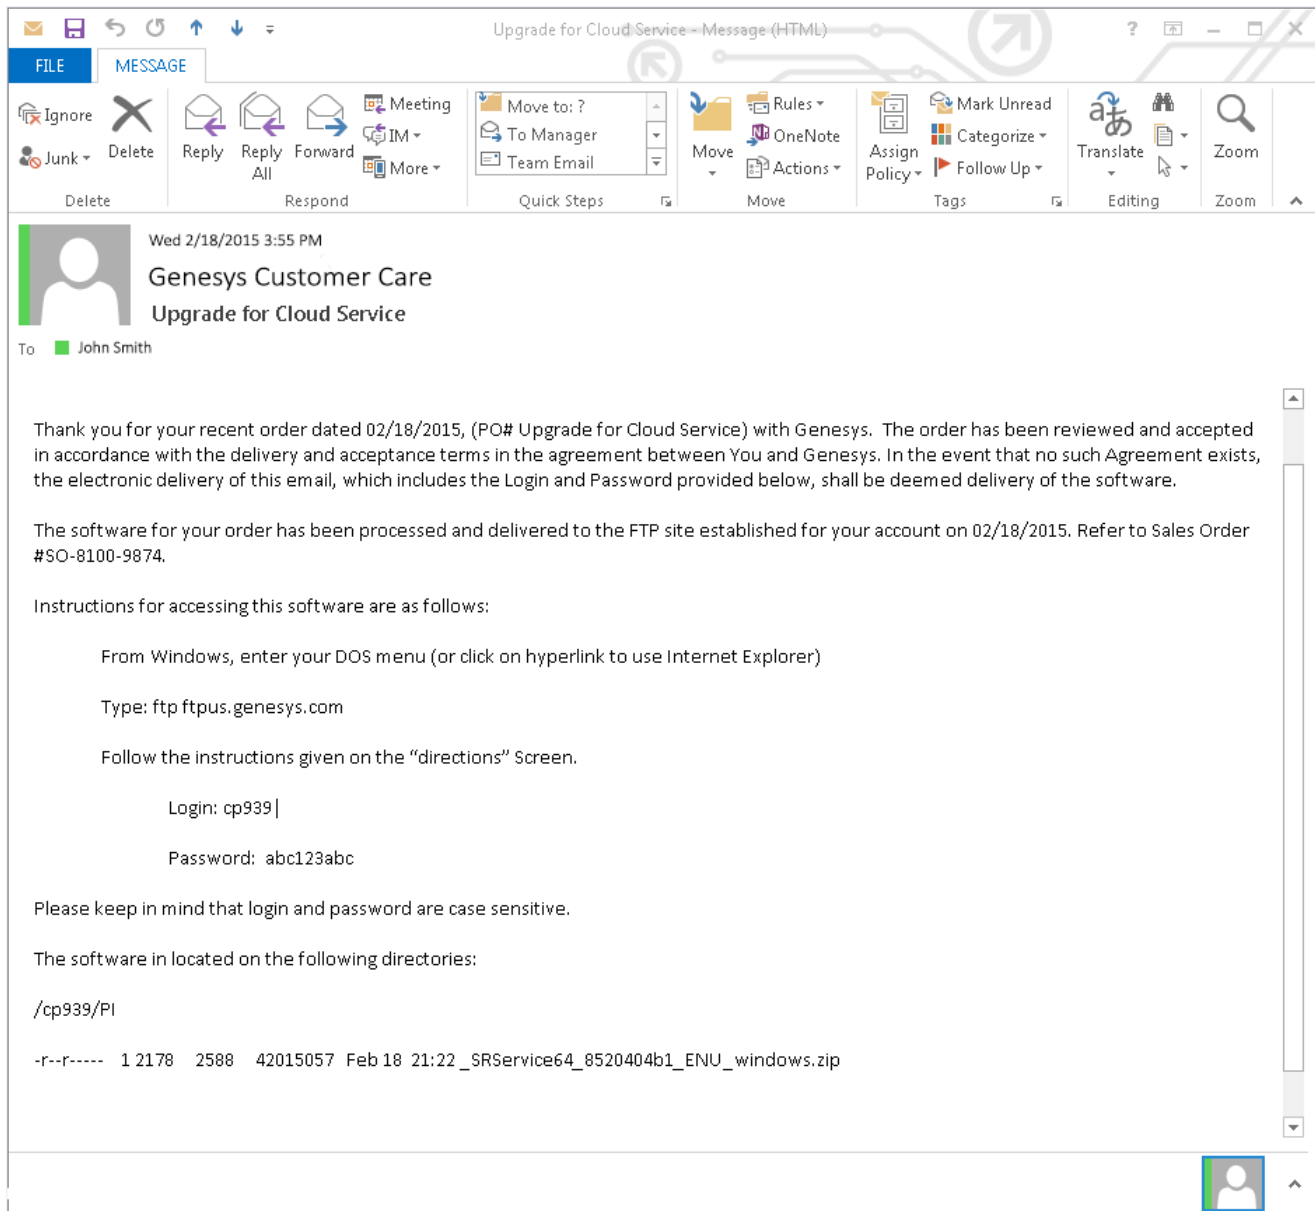 Upgrade for Cloud Service - Message (HTML)
?
FILE
MESSAGE
Ignore
Junk
Delete
Delete
Reply
Reply All
Forward
Meeting
IM
More
Respond
Move to: ?
To Manager
Team Email
Quick Steps
Move
Rules
OneNote
Actions
Move
Assign Policy
Mark Unread
Categorize
Follow Up
Tags
Translate
Editing
Zoom
Zoom
Wed 2/18/2015 3:55 PM
Genesys Customer Care
Upgrade for Cloud Service
To John Smith
Thank you for your recent order dated 02/18/2015, (PO# Upgrade for Cloud Service) with Genesys. The order has been reviewed and accepted
in accordance with the delivery and acceptance terms in the agreement between You and Genesys. In the event that no such Agreement exists,
the electronic delivery of this email, which includes the Login and Password provided below, shall be deemed delivery of the software.
The software for your order has been processed and delivered to the FTP site established for your account on 02/18/2015. Refer to Sales Order
#SO-8100-9874.
Instructions for accessing this software are as follows:
From Windows, enter your DOS menu (or click on hyperlink to use Internet Explorer)
Type: ftp ftpus.genesys.com
Follow the instructions given on the “directions” Screen.
Login: cp939
Password: abc123abc
Please keep in mind that login and password are case sensitive.
The software in located on the following directories:
/cp939/PI
-r--r----- 1 2178 2588 42015057 Feb 18 21:22 _SRService64_8520404b1_ENU_windows.zip